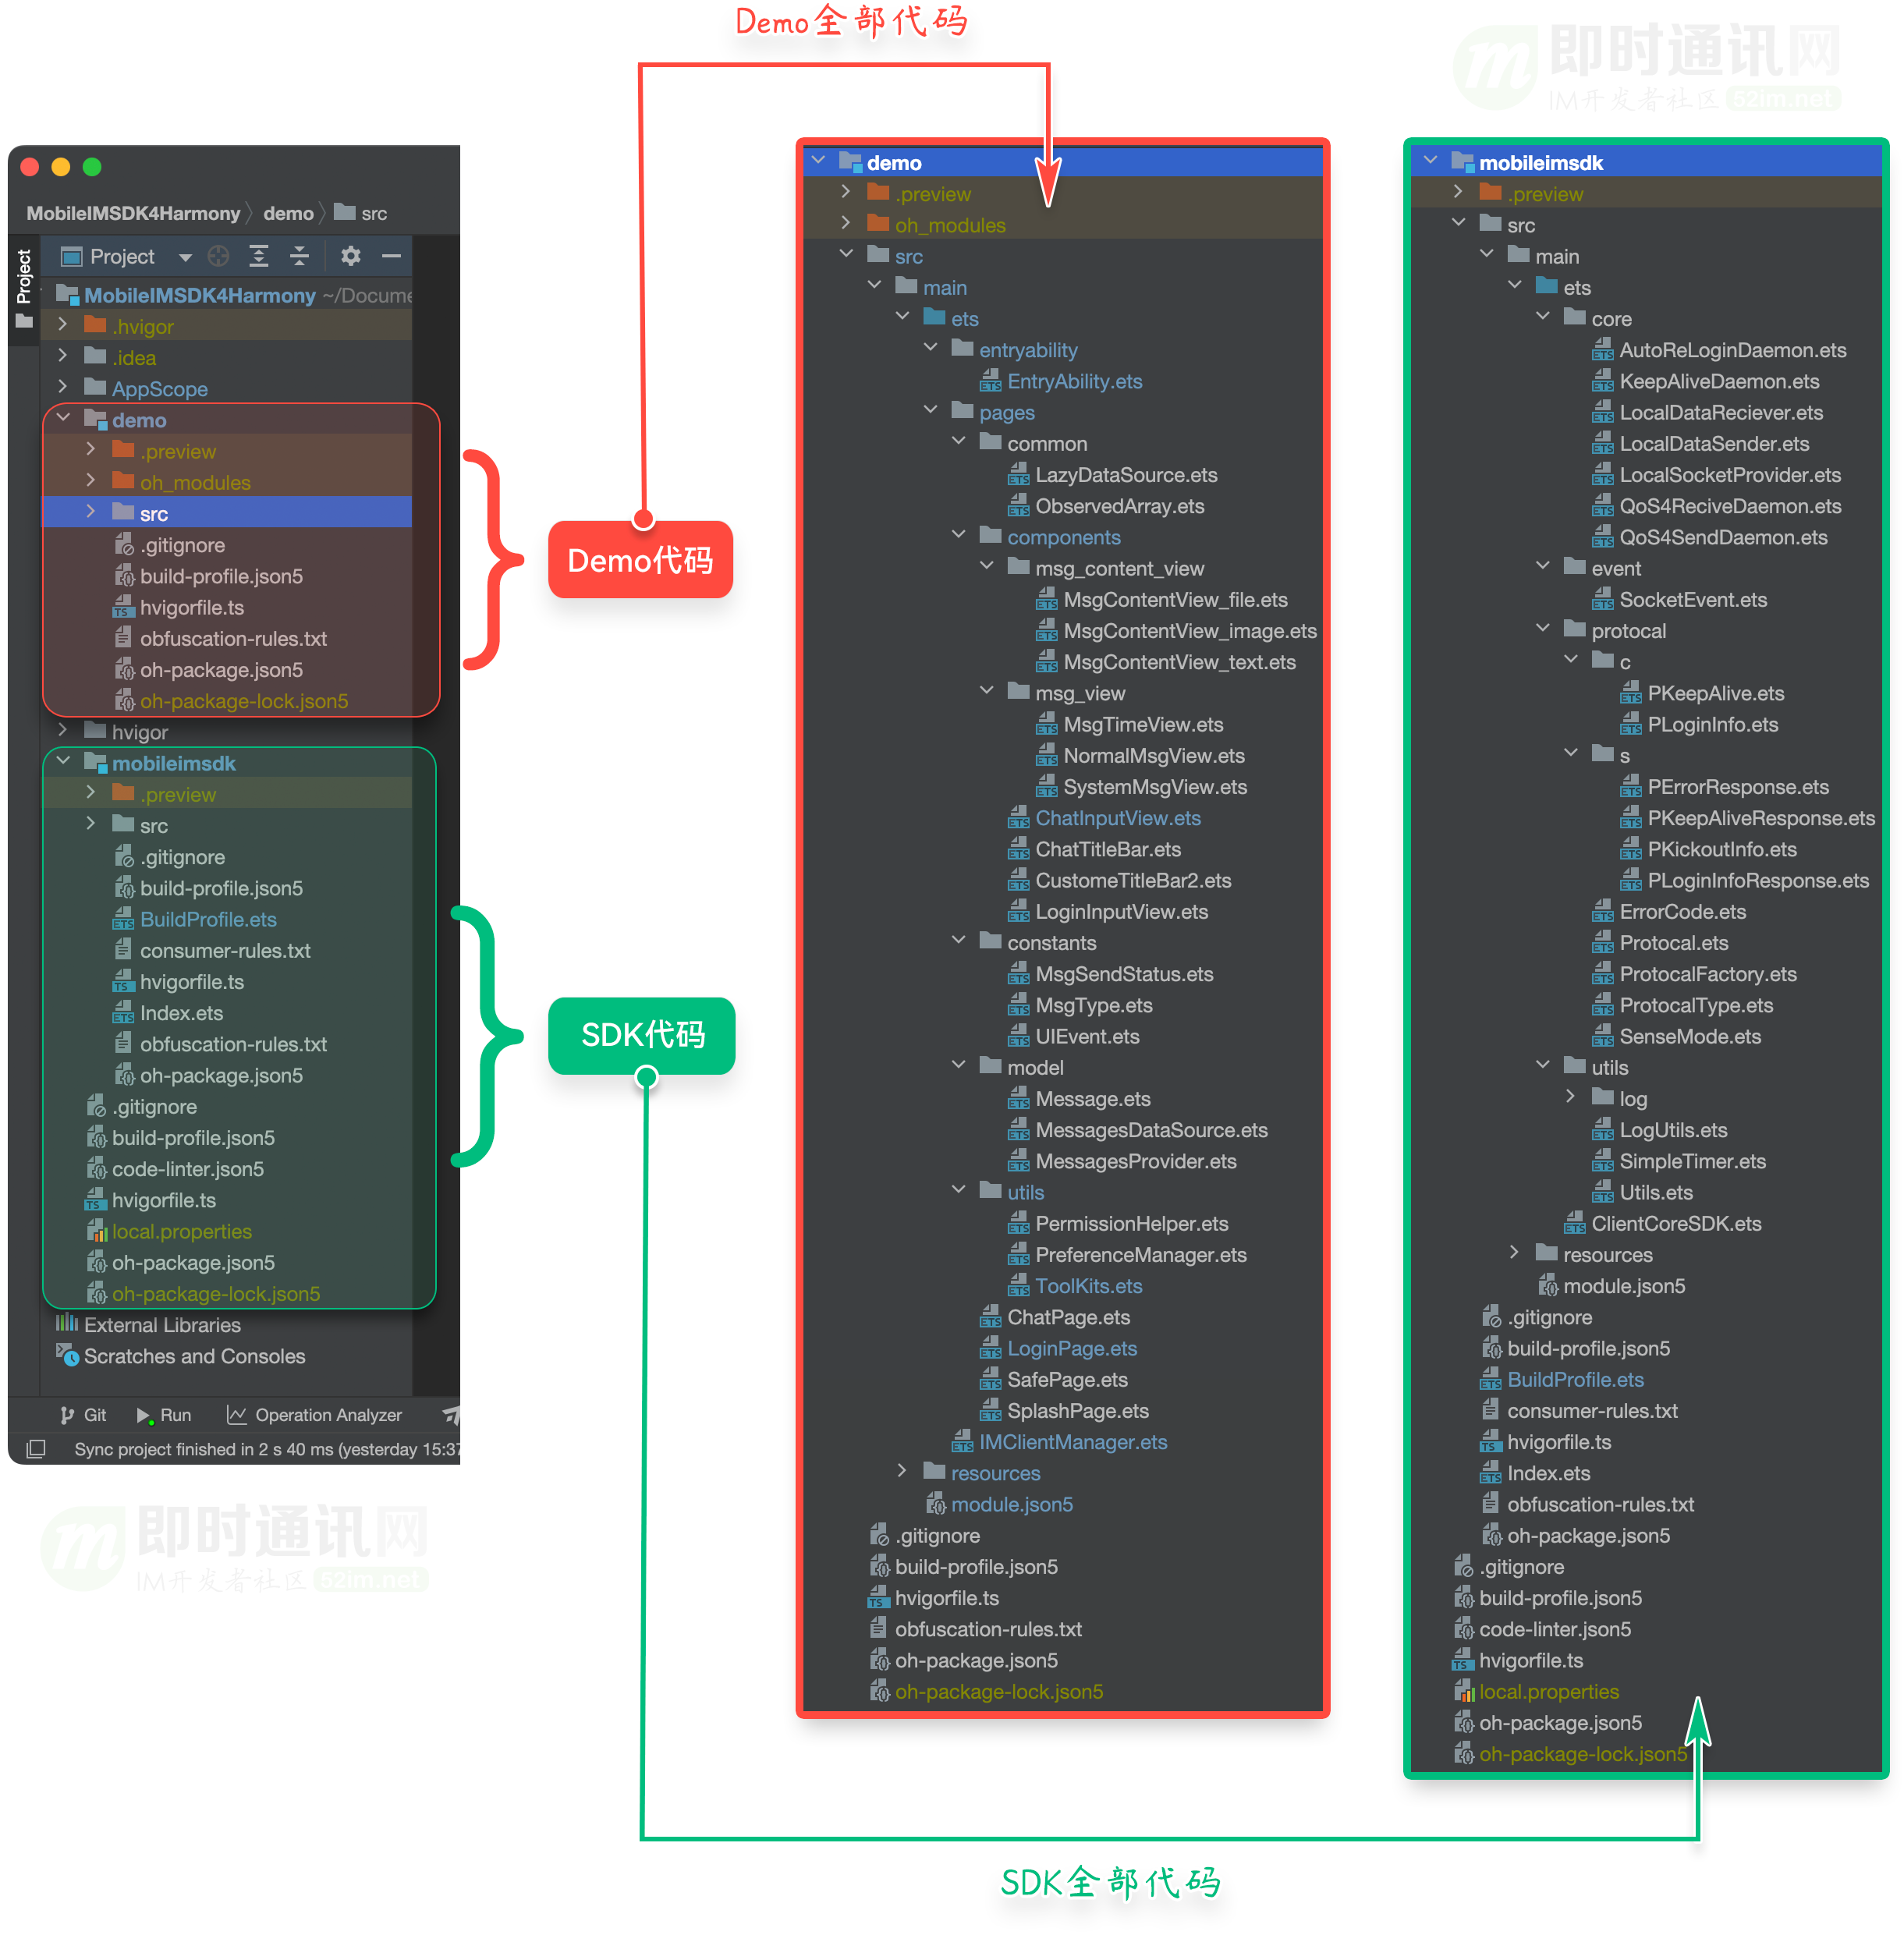 Demo全部代码
即时通讯网
IM开发者社区 52im.net
MobileIMSDK4Harmony
demo
src
Project
Project
MobileIMSDK4Harmony ~/Docume
.hvigor
.idea
AppScope
demo
.preview
oh_modules
src
.gitignore
build-profile.json5
hvigorfile.ts
obfuscation-rules.txt
oh-package.json5
oh-package-lock.json5
hvigor
mobileimsdk
.preview
src
.gitignore
build-profile.json5
BuildProfile.ets
consumer-rules.txt
hvigorfile.ts
Index.ets
obfuscation-rules.txt
oh-package.json5
.gitignore
build-profile.json5
code-linter.json5
hvigorfile.ts
local.properties
oh-package.json5
oh-package-lock.json5
External Libraries
Scratches and Consoles
Git
Run
Operation Analyzer
Sync project finished in 2 s 40 ms (yesterday 15:37
即时通讯网
IM开发者社区 52im.net
Demo代码
SDK代码
demo
.preview
oh_modules
src
main
ets
entryability
EntryAbility.ets
pages
common
LazyDataSource.ets
ObservedArray.ets
components
msg_content_view
MsgContentView_file.ets
MsgContentView_image.ets
MsgContentView_text.ets
msg_view
MsgTimeView.ets
NormalMsgView.ets
SystemMsgView.ets
ChatInputView.ets
ChatTitleBar.ets
CustomeTitleBar2.ets
LoginInputView.ets
constants
MsgSendStatus.ets
MsgType.ets
UIEvent.ets
model
Message.ets
MessagesDataSource.ets
MessagesProvider.ets
utils
PermissionHelper.ets
PreferenceManager.ets
ToolKits.ets
ChatPage.ets
LoginPage.ets
SafePage.ets
SplashPage.ets
IMClientManager.ets
resources
module.json5
.gitignore
build-profile.json5
hvigorfile.ts
obfuscation-rules.txt
oh-package.json5
oh-package-lock.json5
mobileimsdk
.preview
src
main
ets
core
AutoReLoginDaemon.ets
KeepAliveDaemon.ets
LocalDataReciever.ets
LocalDataSender.ets
LocalSocketProvider.ets
QoS4ReciveDaemon.ets
QoS4SendDaemon.ets
event
SocketEvent.ets
protocal
c
PKeepAlive.ets
PLoginInfo.ets
s
PErrorResponse.ets
PKeepAliveResponse.ets
PKickoutInfo.ets
PLoginInfoResponse.ets
ErrorCode.ets
Protocal.ets
ProtocalFactory.ets
ProtocalType.ets
SenseMode.ets
utils
log
LogUtils.ets
SimpleTimer.ets
Utils.ets
ClientCoreSDK.ets
resources
module.json5
.gitignore
build-profile.json5
BuildProfile.ets
consumer-rules.txt
hvigorfile.ts
Index.ets
obfuscation-rules.txt
oh-package.json5
.gitignore
build-profile.json5
code-linter.json5
hvigorfile.ts
local.properties
oh-package.json5
oh-package-lock.json5
SDK全部代码